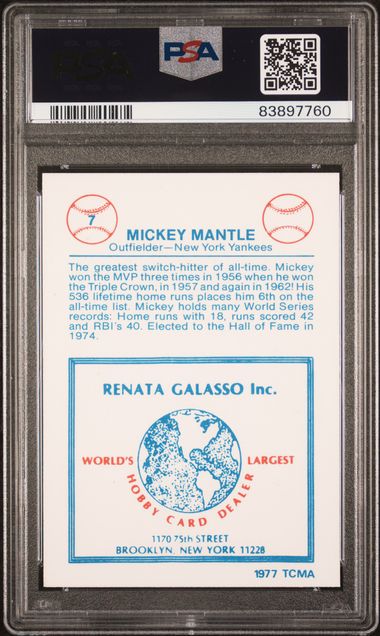 PSA
PSA
83897760
7
MICKEY MANTLE
Outfielder—New York Yankees
The greatest switch-hitter of all-time. Mickey
won the MVP three times in 1956 when he won
the Triple Crown, in 1957 and again in 1962! His
536 lifetime home runs places him 6th on the
all-time list. Mickey holds many World Series
records: Home runs with 18, runs scored 42
and RBI's 40. Elected to the Hall of Fame in
1974.
RENATA GALASSO Inc.
WORLD'S LARGEST
HOBBY CARD DEALER
1170 75th STREET
BROOKLYN, NEW YORK 11228
1977 TCMA